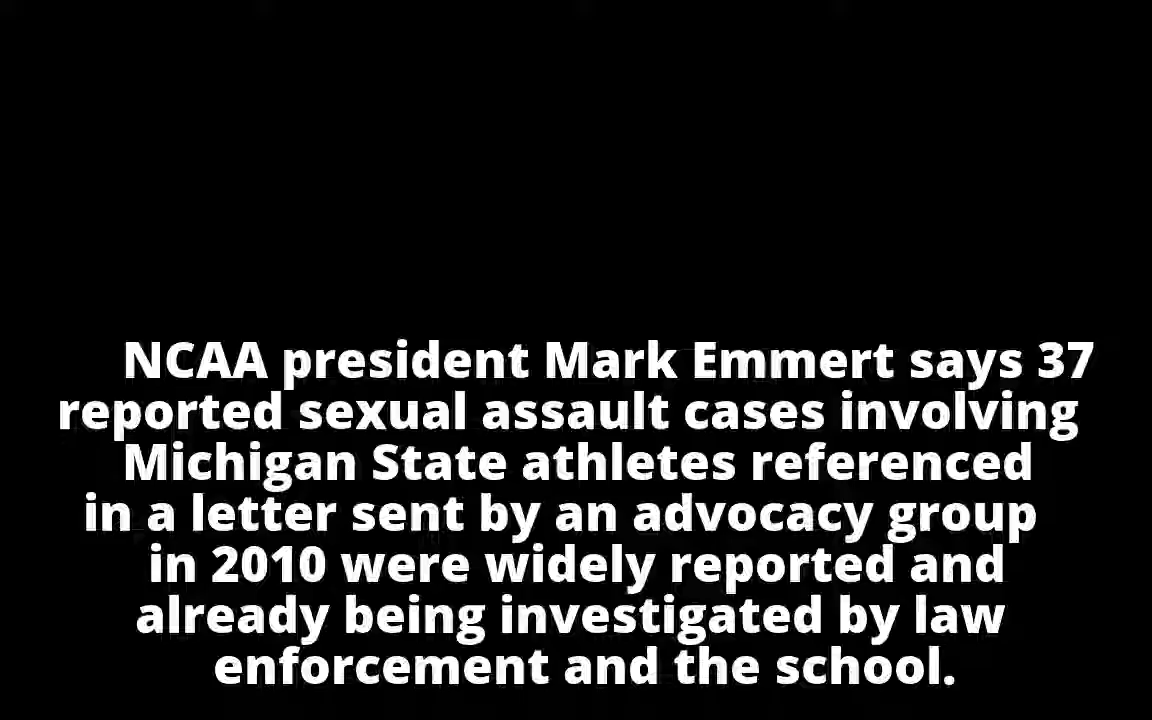 NCAA president Mark Emmert says 37
reported sexual assault cases involving
Michigan State athletes referenced
in a letter sent by an advocacy group
in 2010 were widely reported and
already being investigated by law
enforcement and the school.